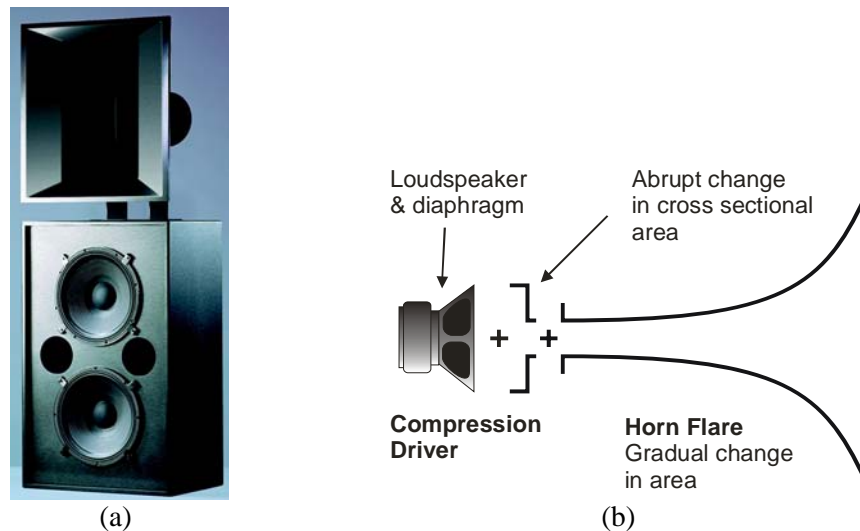 Loudspeaker
& diaphragm
Abrupt change
in cross sectional
area
+ +
Compression
Driver
Horn Flare
Gradual change
in area
(a)
(b)